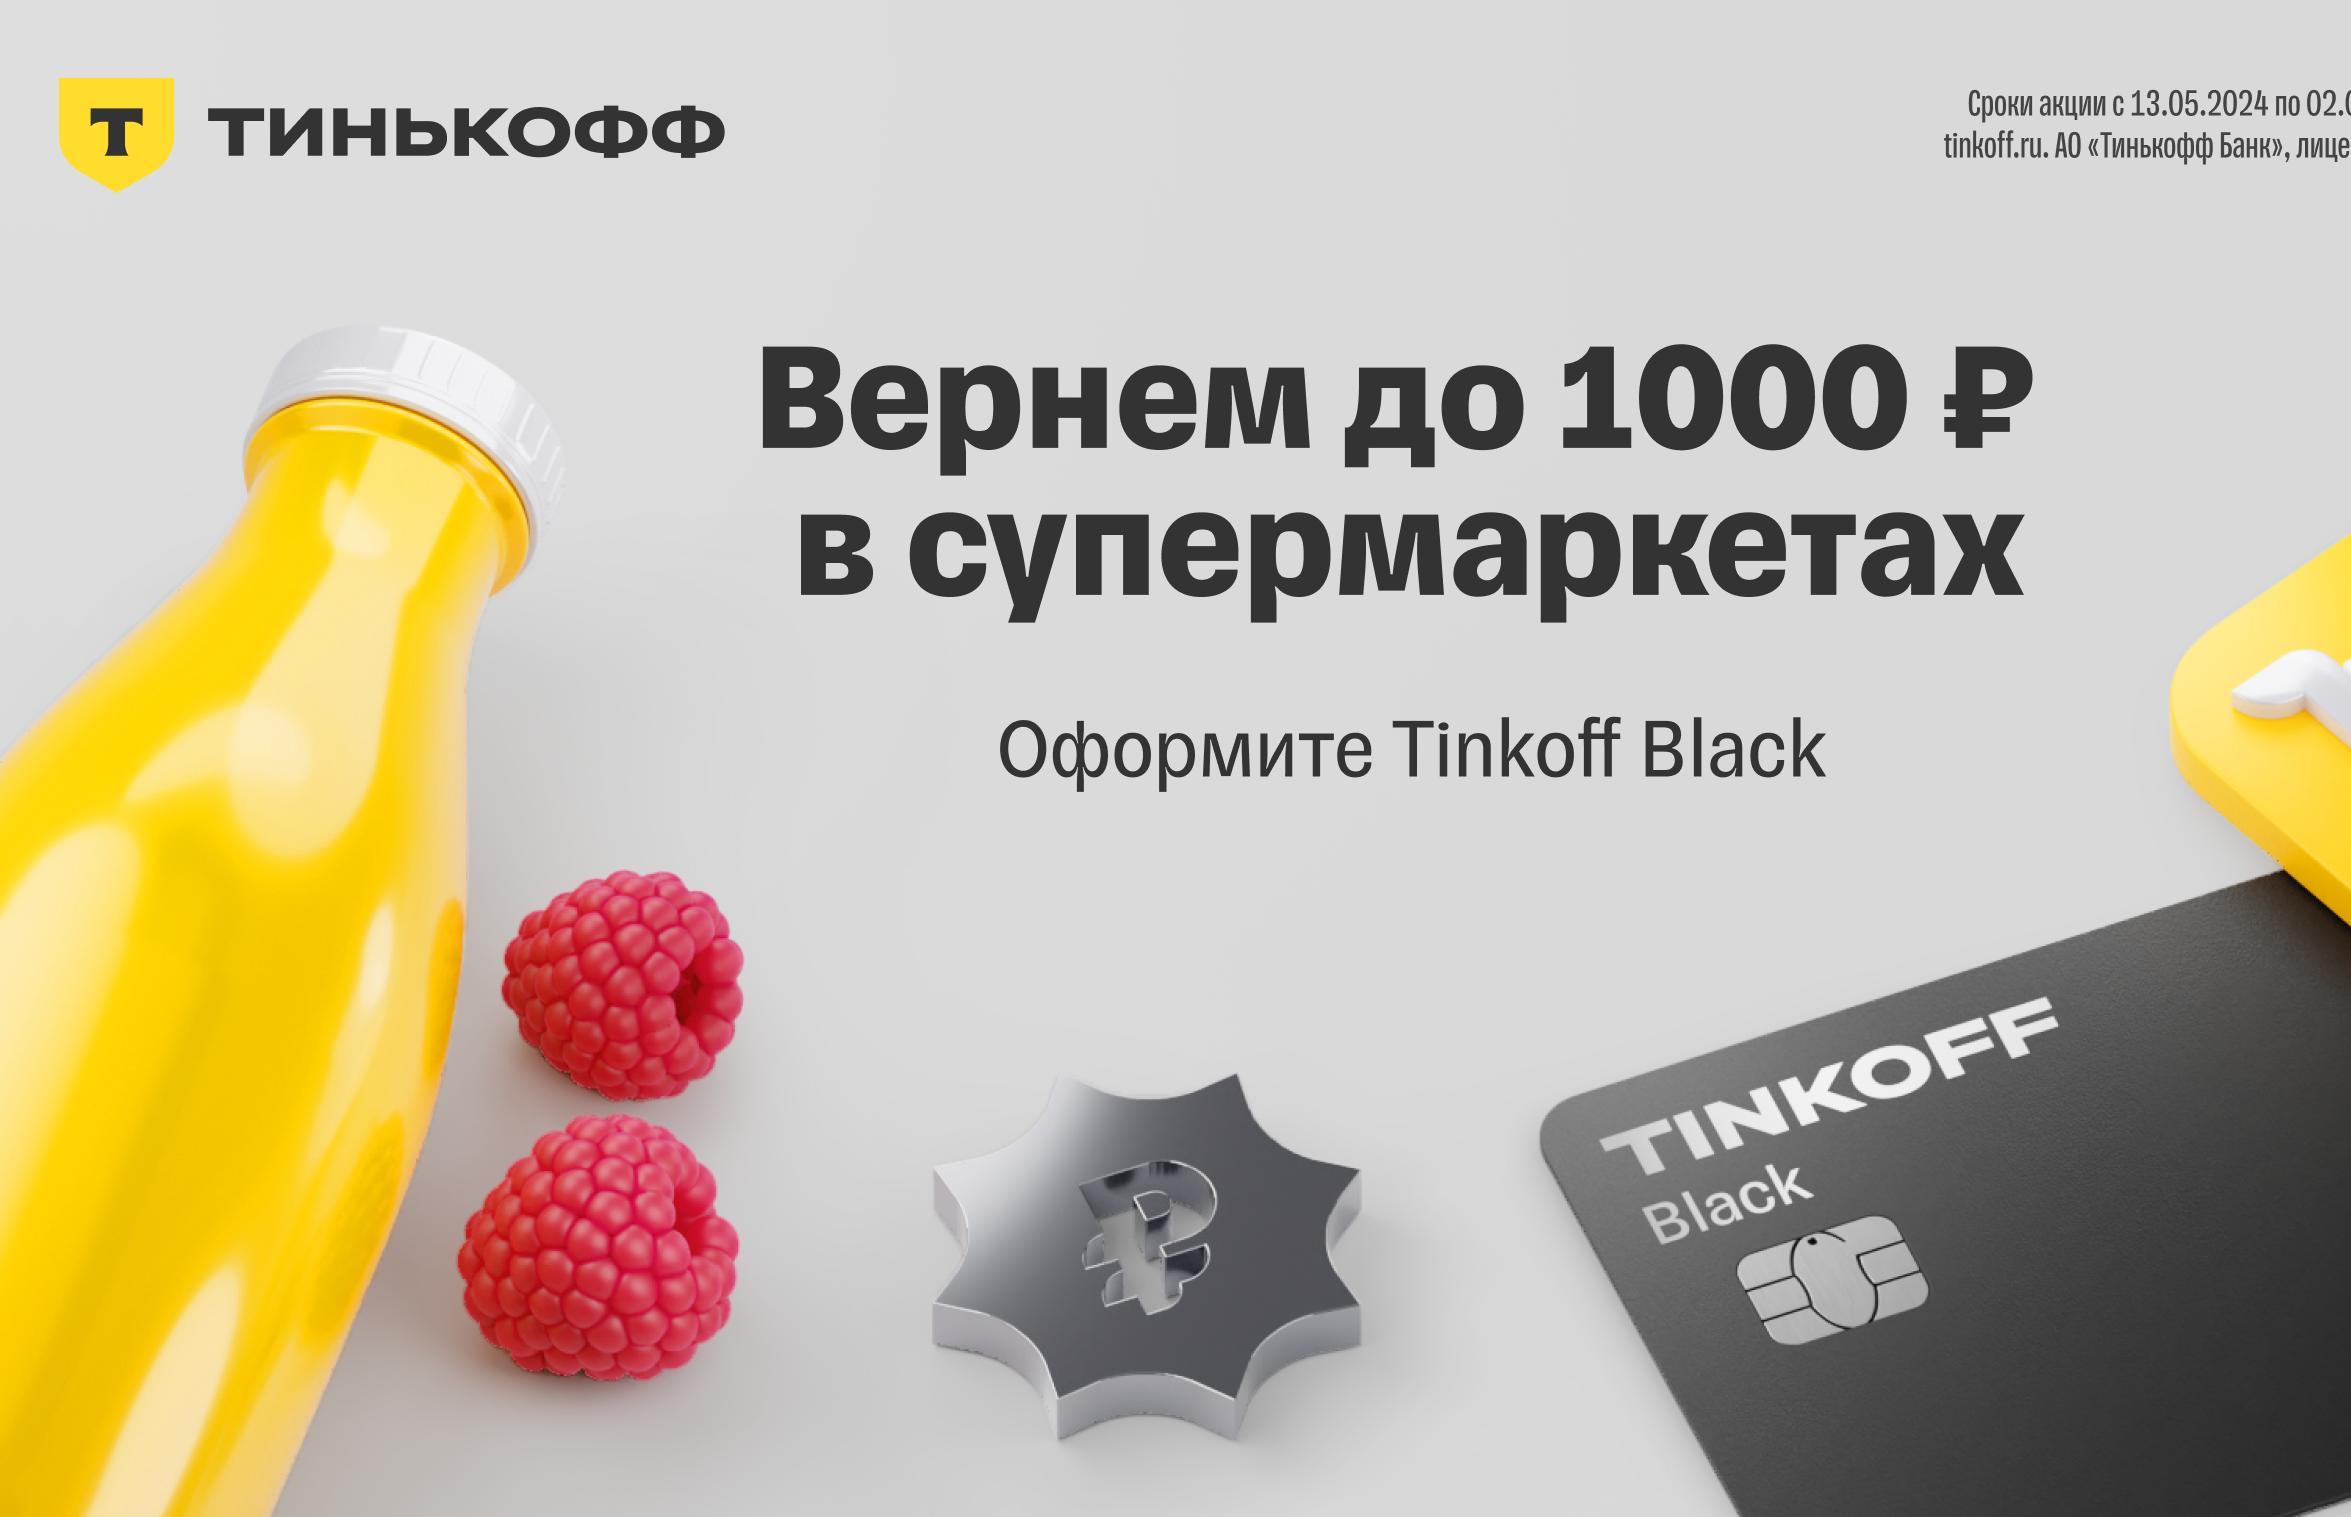 Т ТИНЬКОФФ
Сроки акции с 13.05.2024 по
tinkoff.ru. АО «Тинькофф Банк»,
Вернем до 1000 ₽
в супермаркетах
Оформите Tinkoff Black
TINKOFF
Black
₽